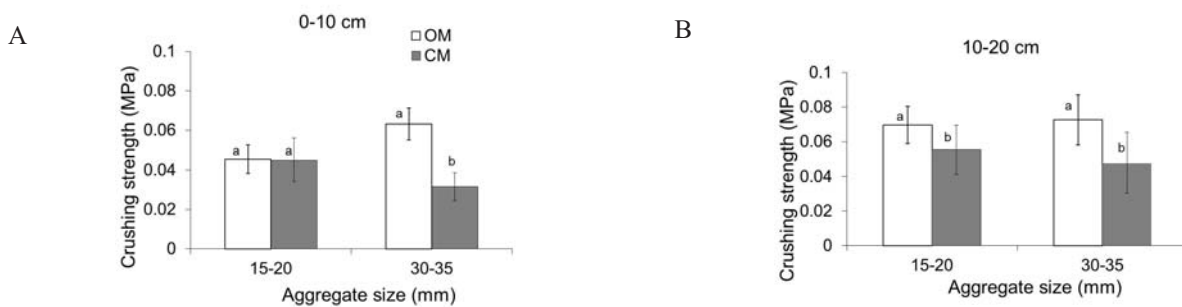 A
0-10 cm
OM
CM
Crushing strength (MPa)
0.1
0.08
0.06
0.04
0.02
0
a
a
a
b
15-20
30-35
Aggregate size (mm)
B
10-20 cm
Crushing strength (MPa)
0.1
0.08
0.06
0.04
0.02
0
a
b
a
b
15-20
30-35
Aggregate size (mm)